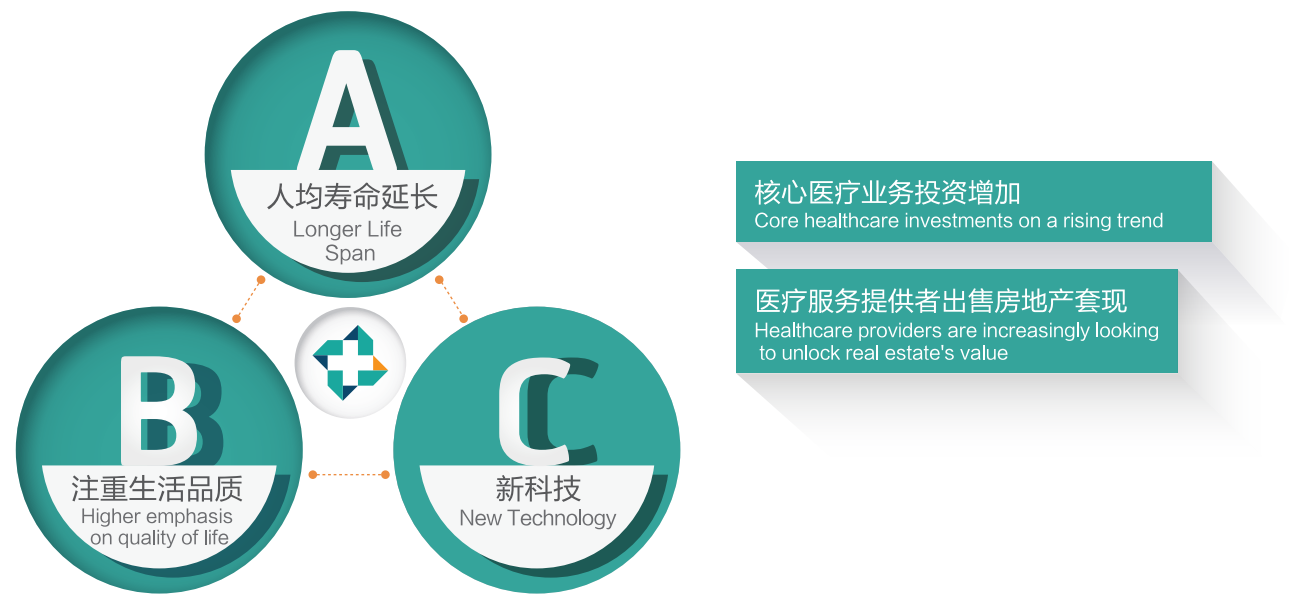 A
人均寿命延长
Longer Life
Span
B
注重生活品质
Higher emphasis
on quality of life
C
新科技
New Technology
核心医疗业务投资增加
Core healthcare investments on a rising trend
医疗服务提供者出售房地产套现
Healthcare providers are increasingly looking
to unlock real estate's value